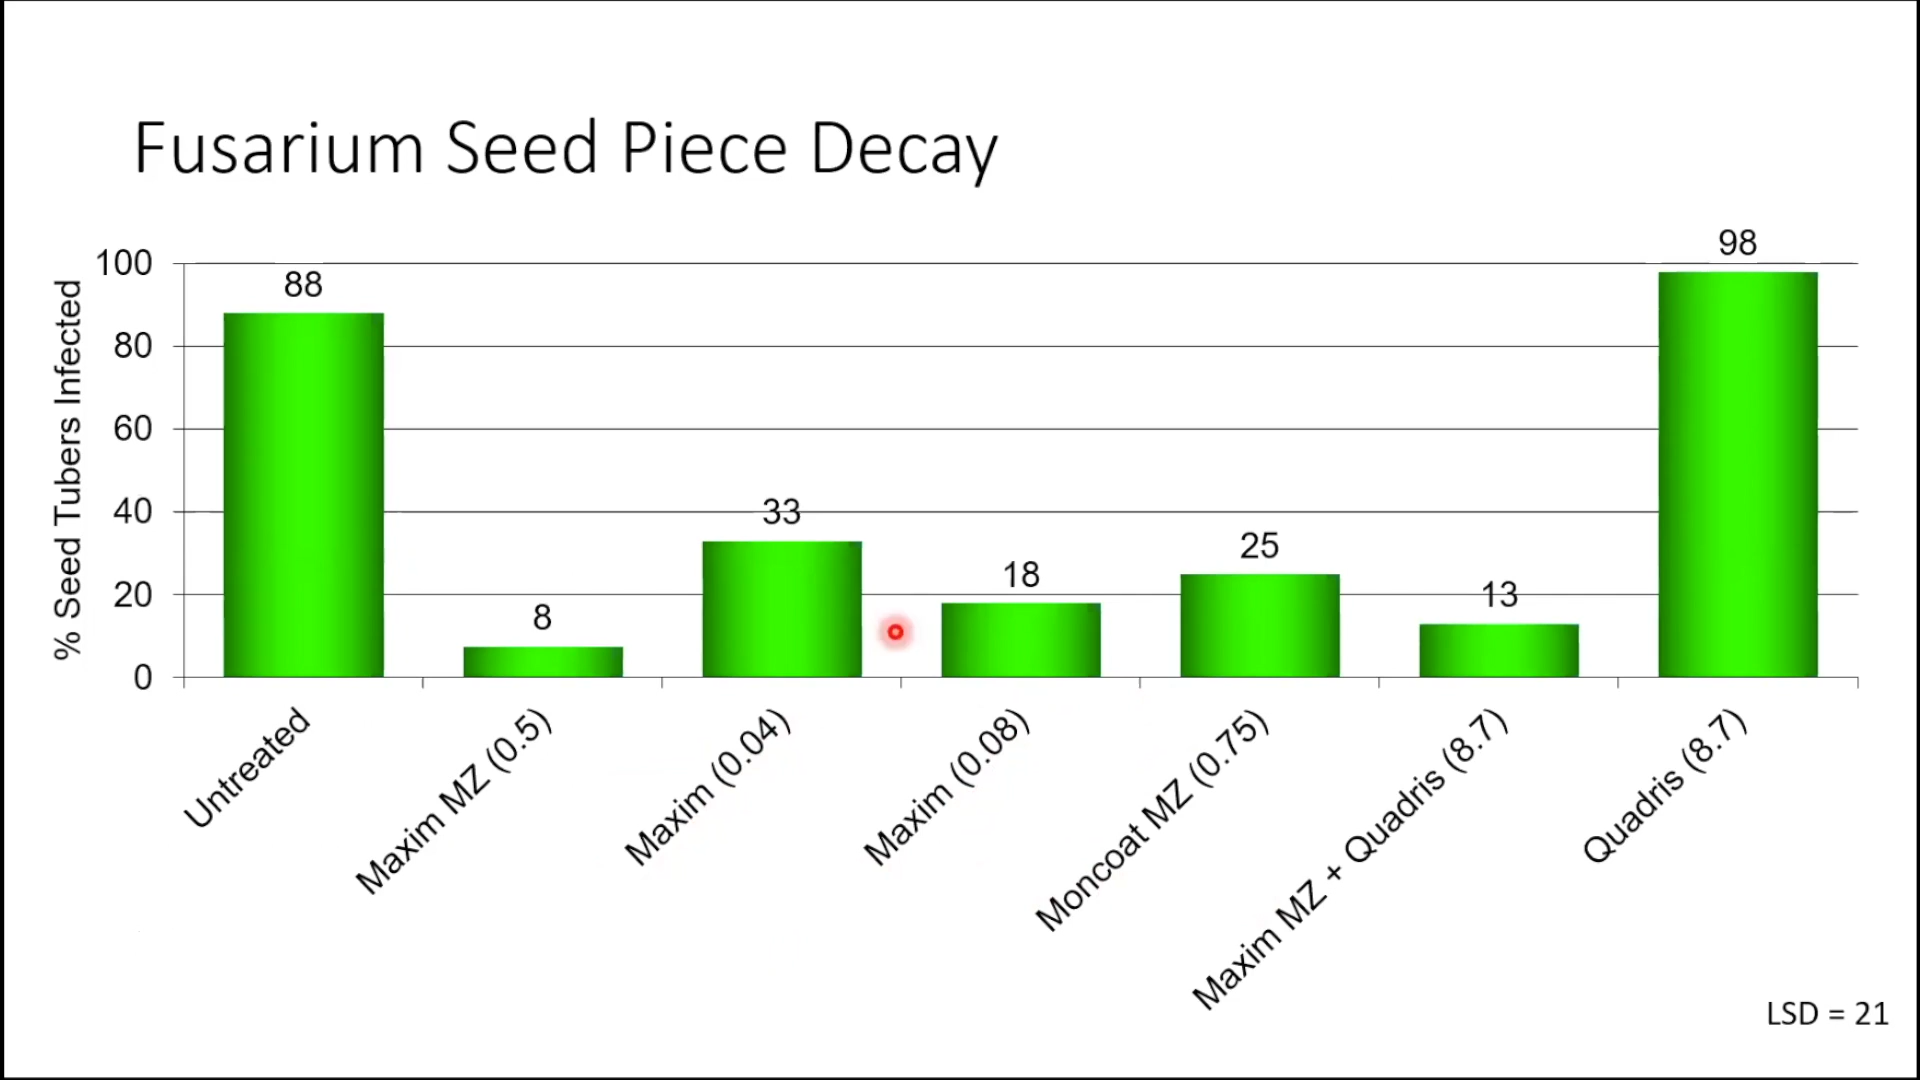 Fusarium Seed Piece Decay
% Seed Tubers Infected
100
80
60
40
20
0
88
8
33
18
25
13
98
Untreated
Maxim MZ (0.5)
Maxim (0.04)
Maxim (0.08)
Moncoat MZ (0.75)
Maxim MZ + Quadris (8.7)
Quadris (8.7)
LSD = 21